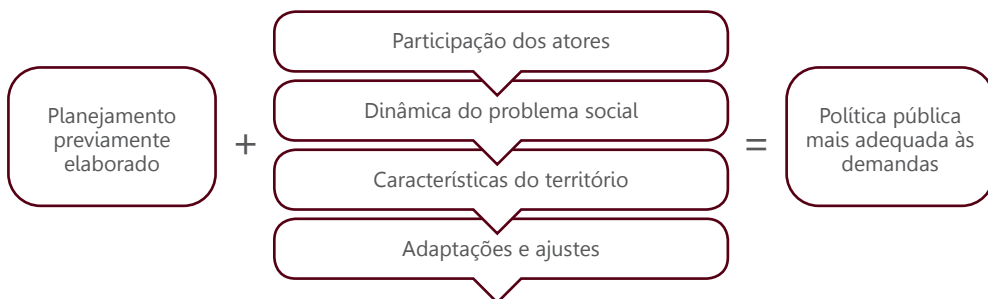 Planejamento
previamente
elaborado
+
Participação dos atores
Dinâmica do problema social
Características do território
Adaptações e ajustes
=
Política pública
mais adequada às
demandas